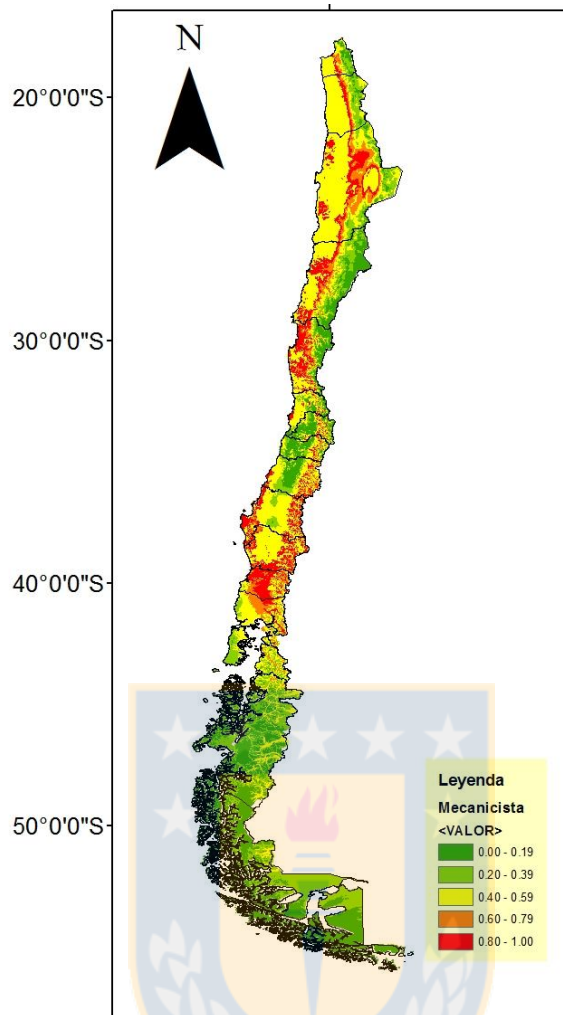 N
20°0'0"S
30°0'0"S
40°0'0"S
50°0'0"S
Leyenda
Mecanicista
<VALOR>
0.00 - 0.19
0.20 - 0.39
0.40 - 0.59
0.60 - 0.79
0.80 - 1.00